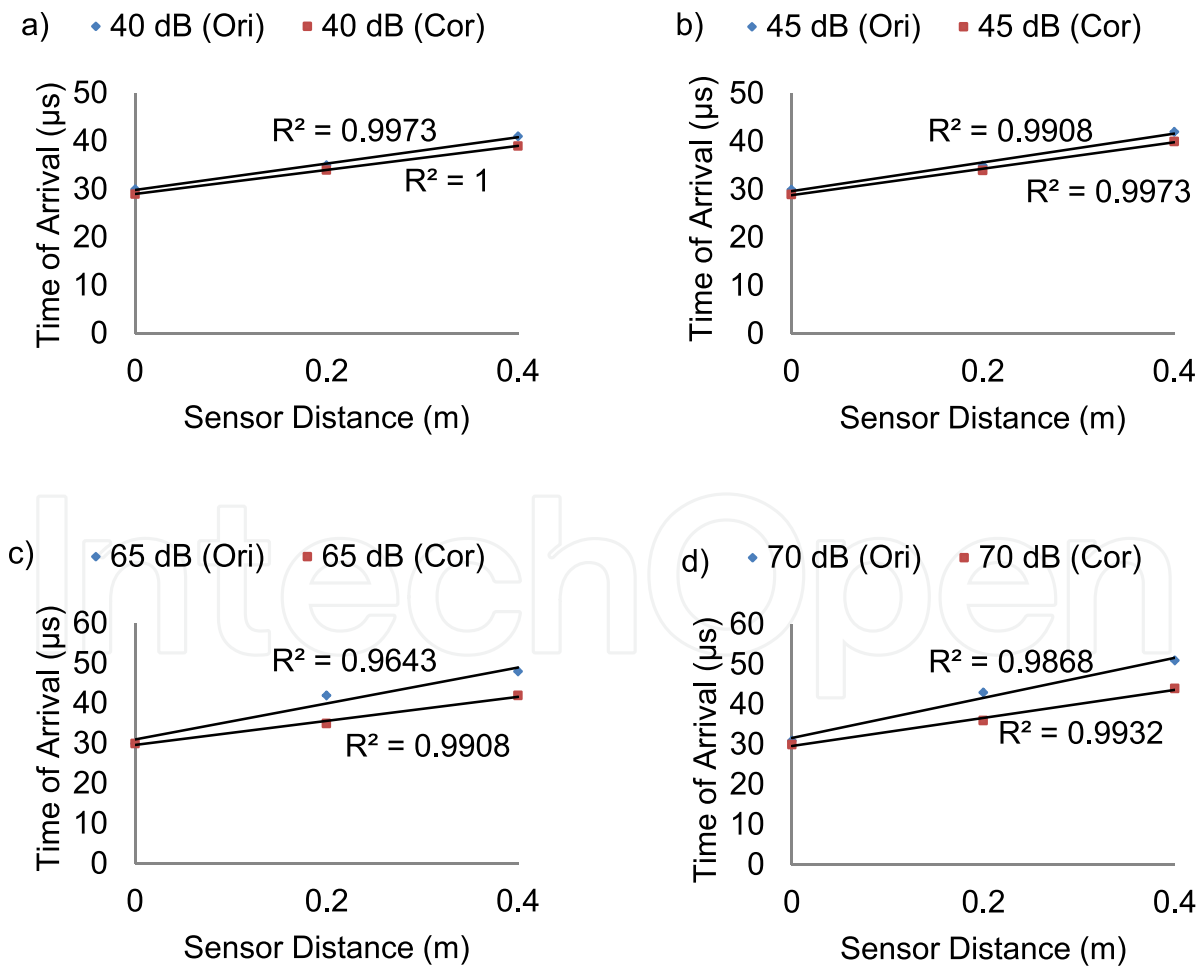 a) 40 dB (Ori) 40 dB (Cor)
Time of Arrival (µs)
50
40
30
20
10
0
R² = 0.9973
R² = 1
0 0.2 0.4
Sensor Distance (m)
b) 45 dB (Ori) 45 dB (Cor)
Time of Arrival (µs)
50
40
30
20
10
0
R² = 0.9908
R² = 0.9973
0 0.2 0.4
Sensor Distance (m)
IntechOpen
c) 65 dB (Ori) 65 dB (Cor)
Time of Arrival (µs)
60
50
40
30
20
10
0
R² = 0.9643
R² = 0.9908
0 0.2 0.4
Sensor Distance (m)
d) 70 dB (Ori) 70 dB (Cor)
Time of Arrival (µs)
60
50
40
30
20
10
0
R² = 0.9868
R² = 0.9932
0 0.2 0.4
Sensor Distance (m)